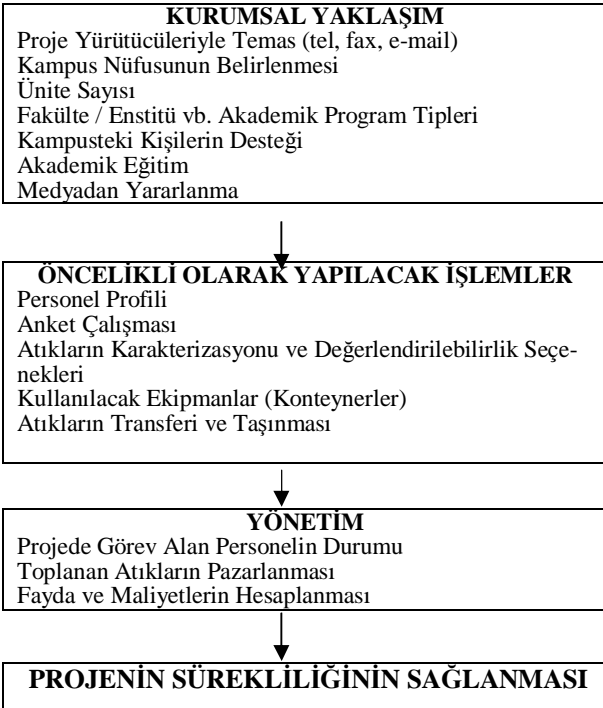 KURUMSAL YAKLAŞIM
Proje Yürütücüleriyle Temas (tel, fax, e-mail)
Kampus Nüfusunun Belirlenmesi
Ünite Sayısı
Fakülte / Enstitü vb. Akademik Program Tipleri
Kampusteki Kişilerin Desteği
Akademik Eğitim
Medyadan Yararlanma
ÖNCELİKLİ OLARAK YAPILACAK İŞLEMLER
Personel Profili
Anket Çalışması
Atıkların Karakterizasyonu ve Değerlendirilebilirlik Seçe-
nekleri
Kullanılacak Ekipmanlar (Konteynerler)
Atıkların Transferi ve Taşınması
YÖNETİM
Projede Görev Alan Personelin Durumu
Toplanan Atıkların Pazarlanması
Fayda ve Maliyetlerin Hesaplanması
PROJENİN SÜREKLİLİĞİNİN SAĞLANMASI